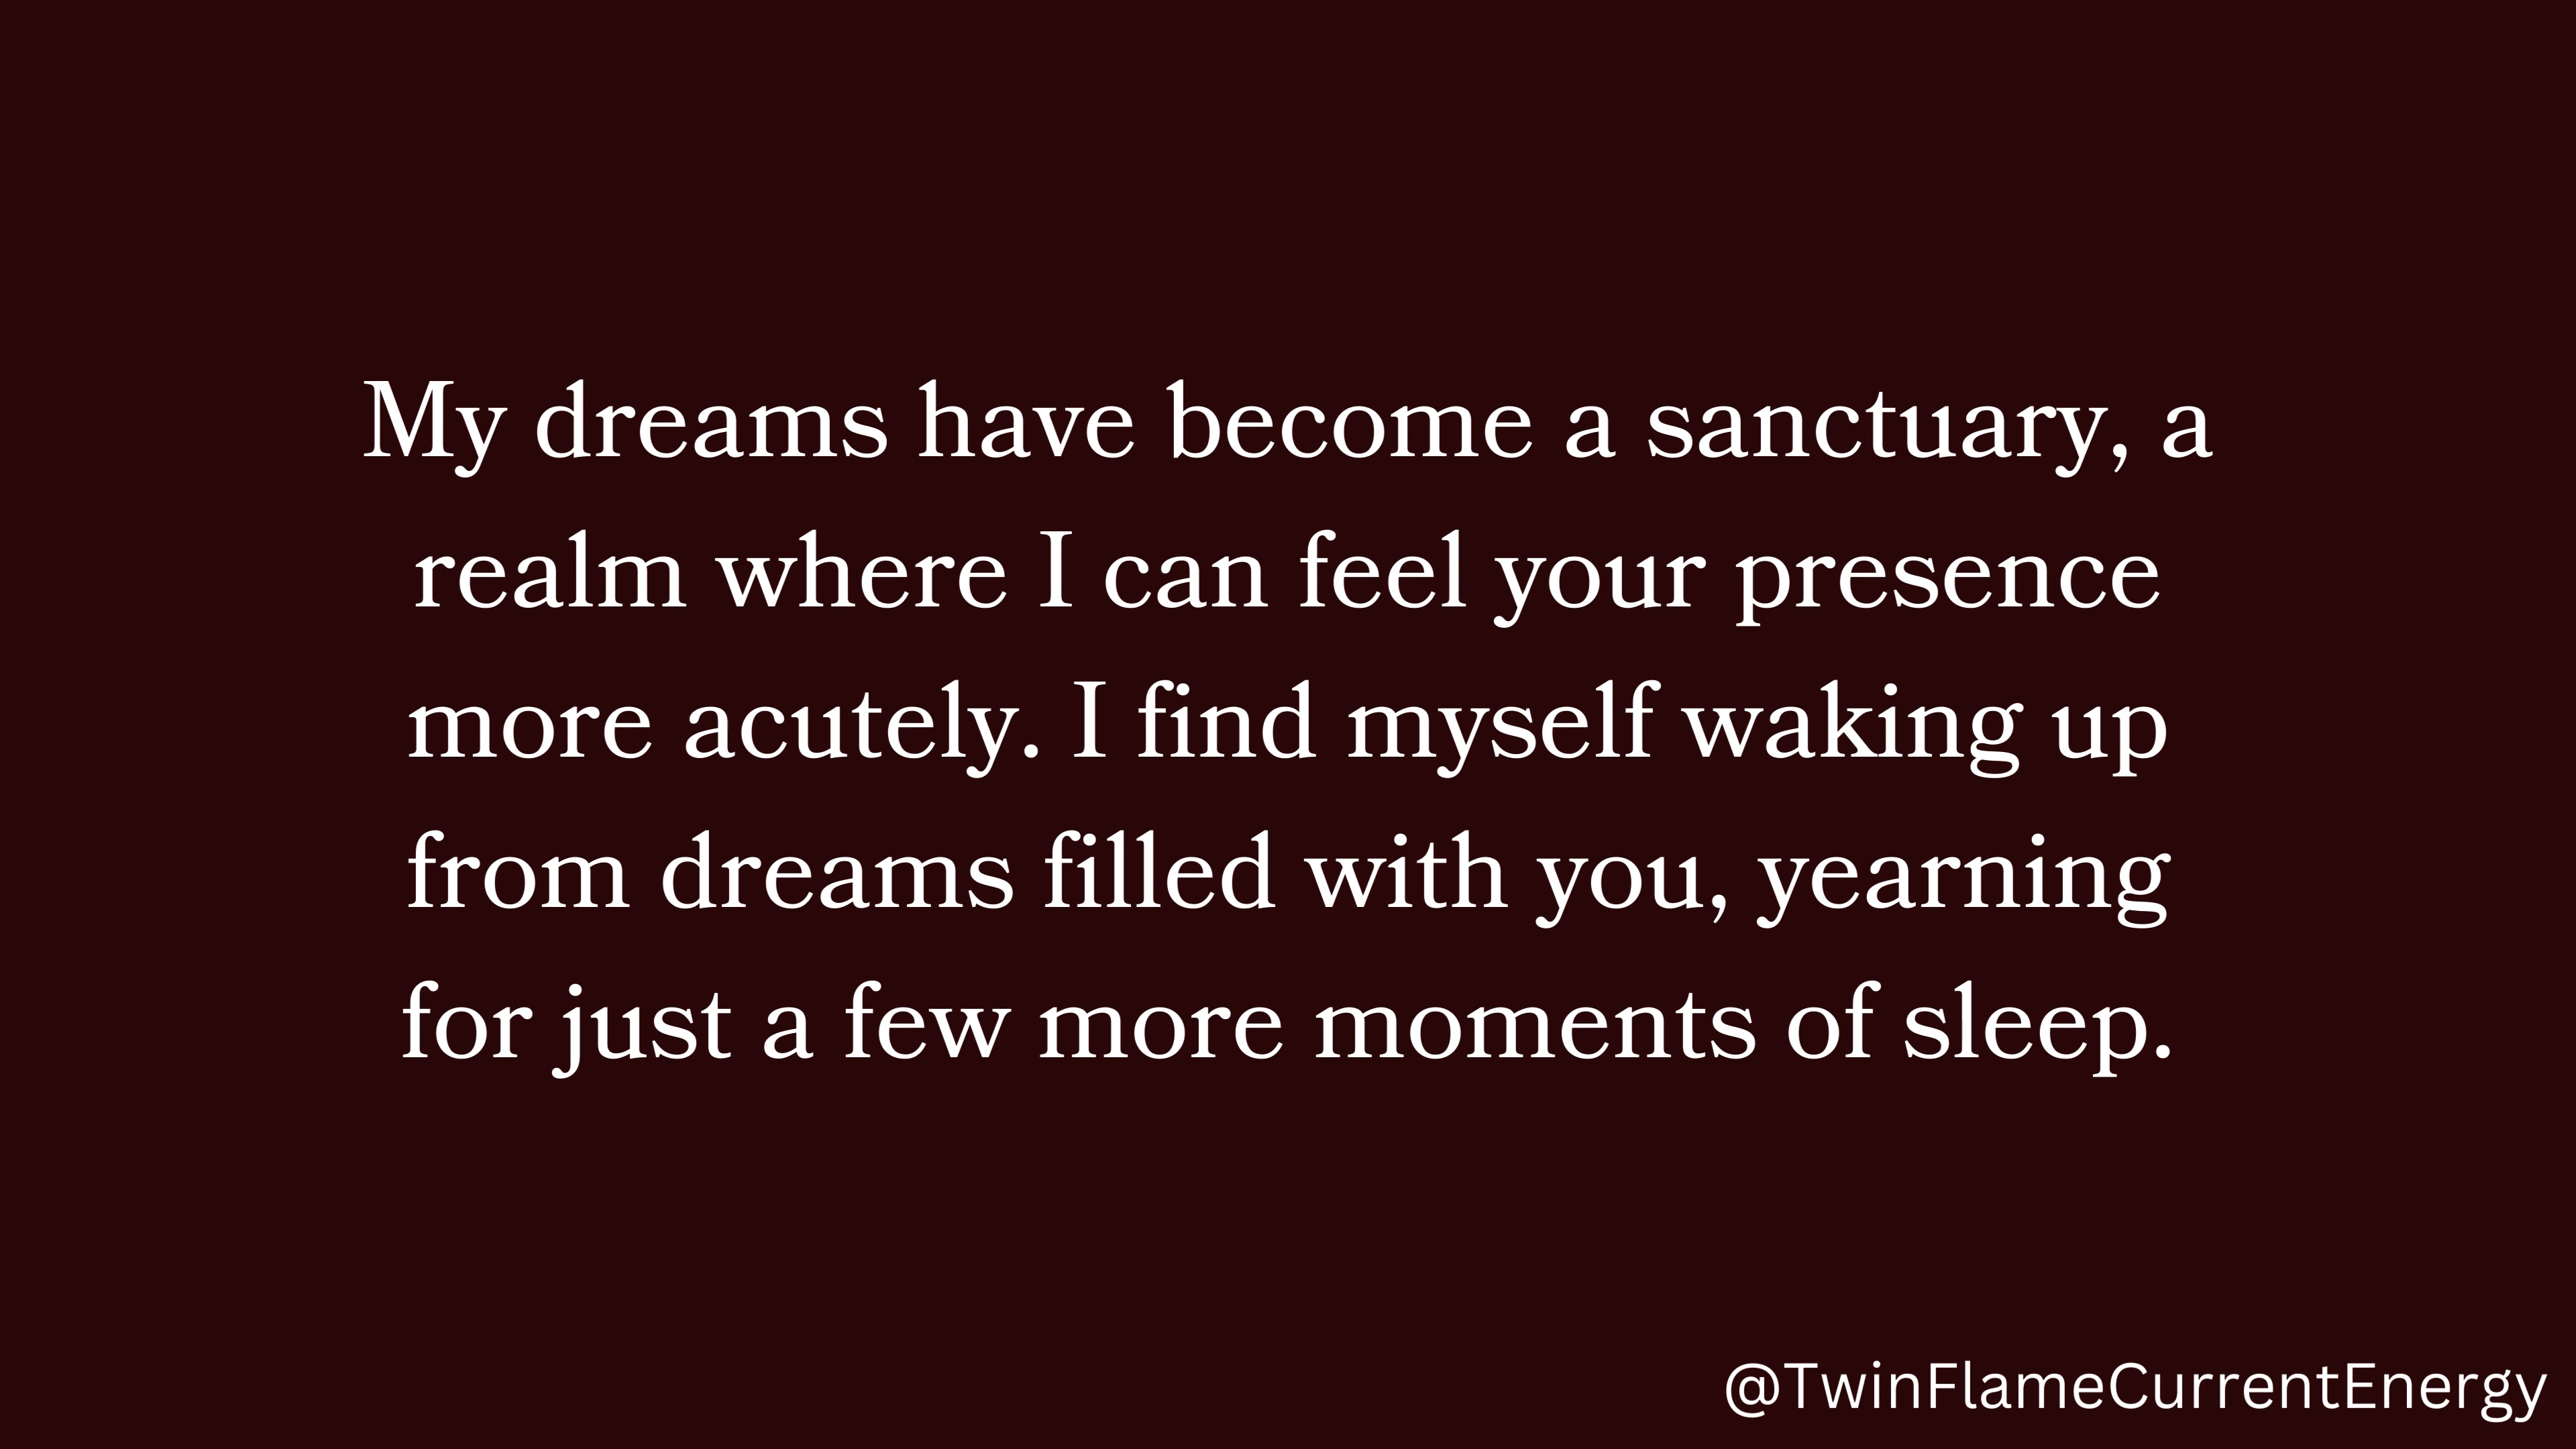 My dreams have become a sanctuary, a
realm where I can feel your presence
more acutely. I find myself waking up
from dreams filled with you, yearning
for just a few more moments of sleep.
@TwinFlameCurrentEnergy